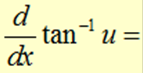 d/dx tan⁻¹ u =